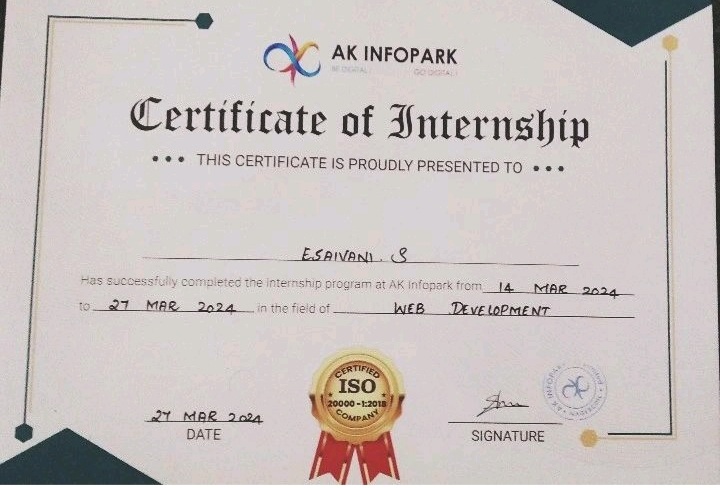 AK INFOPARK
BE DIGITAL! GO DIGITAL!
Certificate of Internship
••• THIS CERTIFICATE IS PROUDLY PRESENTED TO •••
ESAIVANI. S
Has successfully completed the internship program at AK Infopark from 14 MAR 2024
to 27 MAR 2024 in the field of WEB DEVELOPMENT
CERTIFIED
ISO
20000-1:2018
COMPANY
27 MAR 2024
DATE
SIGNATURE
AK INFOPARK